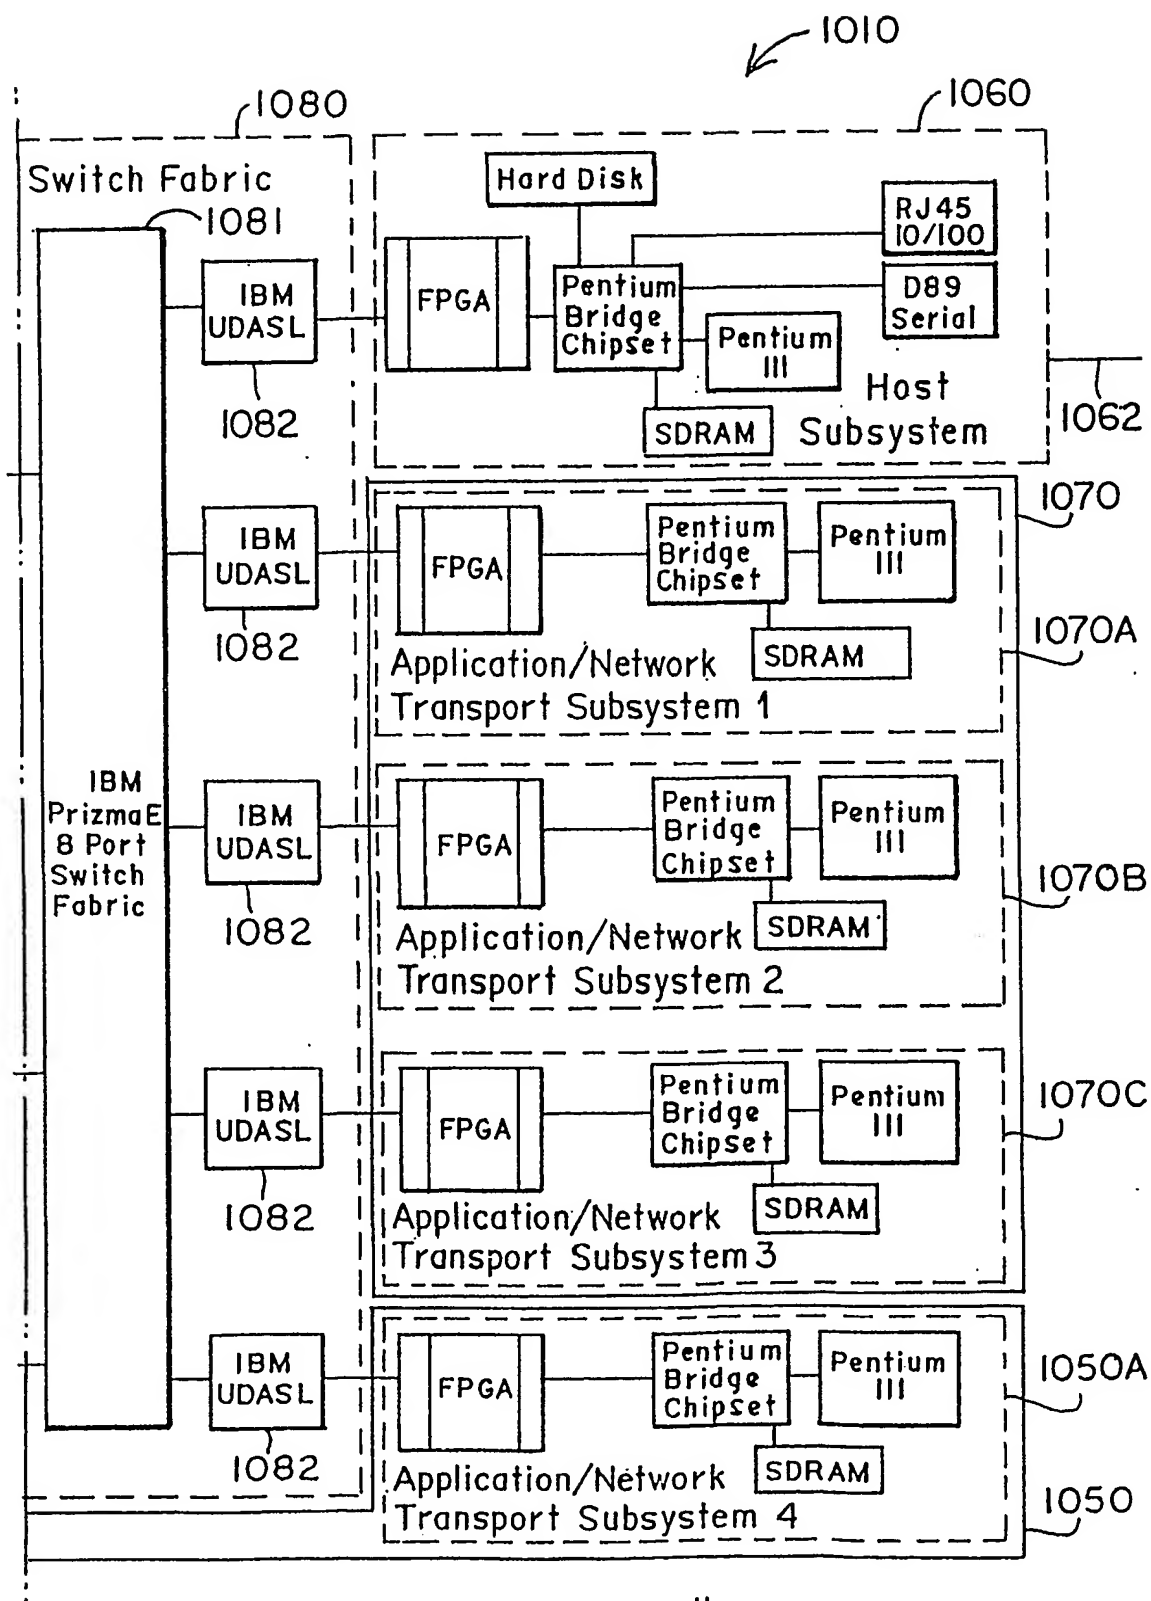 1010
1080
1060
Switch Fabric
1081
Hard Disk
RJ45
10/100
IBM
UDASL
FPGA
Pentium
Bridge
Chipset
D89
Serial
Pentium
III
1082
SDRAM
Host
Subsystem
1062
1070
IBM
UDASL
FPGA
Pentium
Bridge
Chipset
Pentium
III
1082
SDRAM
1070A
Application/Network
Transport Subsystem 1
IBM
PrizmaE
8 Port
Switch
Fabric
IBM
UDASL
FPGA
Pentium
Bridge
Chipset
Pentium
III
1070B
1082
SDRAM
Application/Network
Transport Subsystem 2
IBM
UDASL
FPGA
Pentium
Bridge
Chipset
Pentium
III
1070C
1082
SDRAM
Application/Network
Transport Subsystem 3
IBM
UDASL
FPGA
Pentium
Bridge
Chipset
Pentium
III
1050A
1082
SDRAM
Application/Network
Transport Subsystem 4
1050